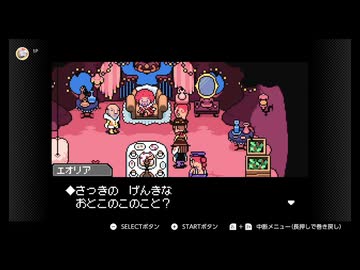 1P
エオリア
◆さっきの げんきな
おとこのこのこと?
SELECTボタン
STARTボタン
中断メニュー(長押しで巻き戻し)